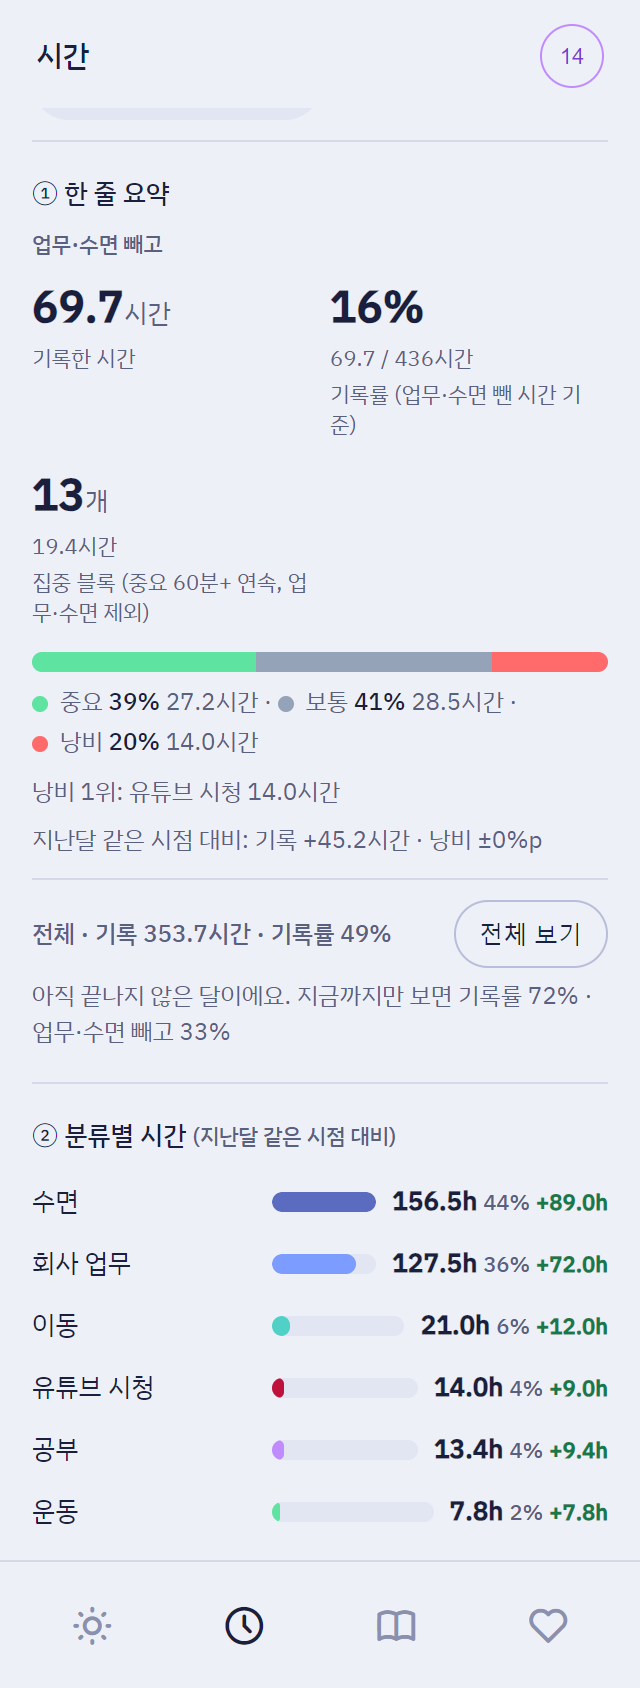 시간
14
① 한 줄 요약
업무·수면 빼고
69.7시간
기록한 시간
16%
69.7 / 436시간
기록률 (업무·수면 뺀 시간 기
준)
13개
19.4시간
집중 블록 (중요 60분+ 연속, 업
무·수면 제외)
중요 39% 27.2시간 · 보통 41% 28.5시간 ·
낭비 20% 14.0시간
낭비 1위: 유튜브 시청 14.0시간
지난달 같은 시점 대비: 기록 +45.2시간 · 낭비 ±0%p
전체 · 기록 353.7시간 · 기록률 49%
전체 보기
아직 끝나지 않은 달이에요. 지금까지만 보면 기록률 72% ·
업무·수면 빼고 33%
② 분류별 시간 (지난달 같은 시점 대비)
수면 156.5h 44% +89.0h
회사 업무 127.5h 36% +72.0h
이동 21.0h 6% +12.0h
유튜브 시청 14.0h 4% +9.0h
공부 13.4h 4% +9.4h
운동 7.8h 2% +7.8h